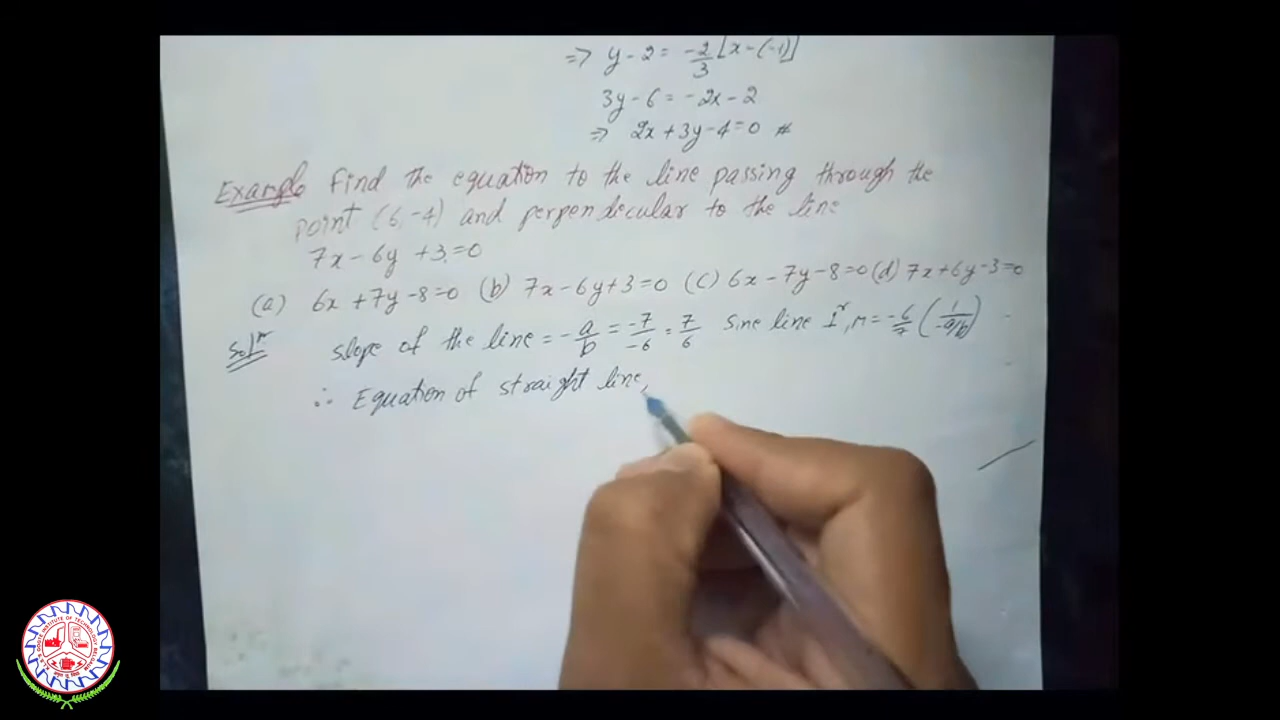 ⇒ y - 2 = -2/3 [x - (-1)]
3y - 6 = -2x - 2
⇒ 2x + 3y - 4 = 0 #
Example Find the equation to the line passing through the
point (6, -4) and perpendecular to the line
7x - 6y + 3 = 0
(a) 6x + 7y - 8 = 0 (b) 7x - 6y + 3 = 0 (c) 6x - 7y - 8 = 0 (d) 7x + 6y - 3 = 0
Solⁿ slope of the line = -a/b = -7/-6 = 7/6 Sine line ⊥r, m = -6/7 (1/-a/b)
∴ Equation of straight line,